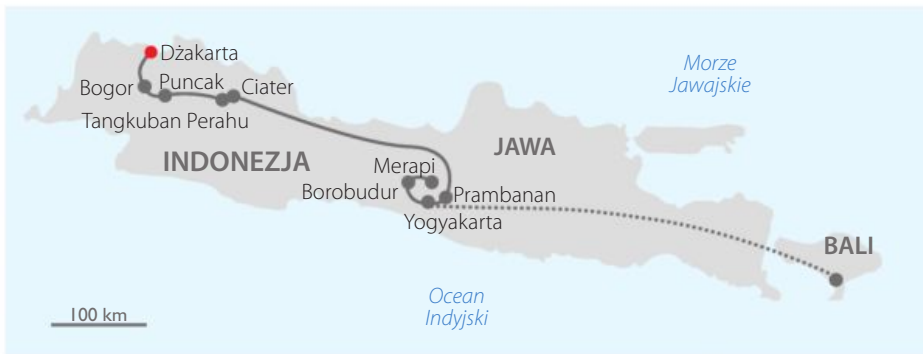 Dżakarta
Morze
Jawajskie
Bogor
Puncak
Ciater
Tangkuban Perahu
INDONEZJA
JAWA
Merapi
Borobudur
Prambanan
Yogyakarta
BALI
Ocean
Indyjski
100 km